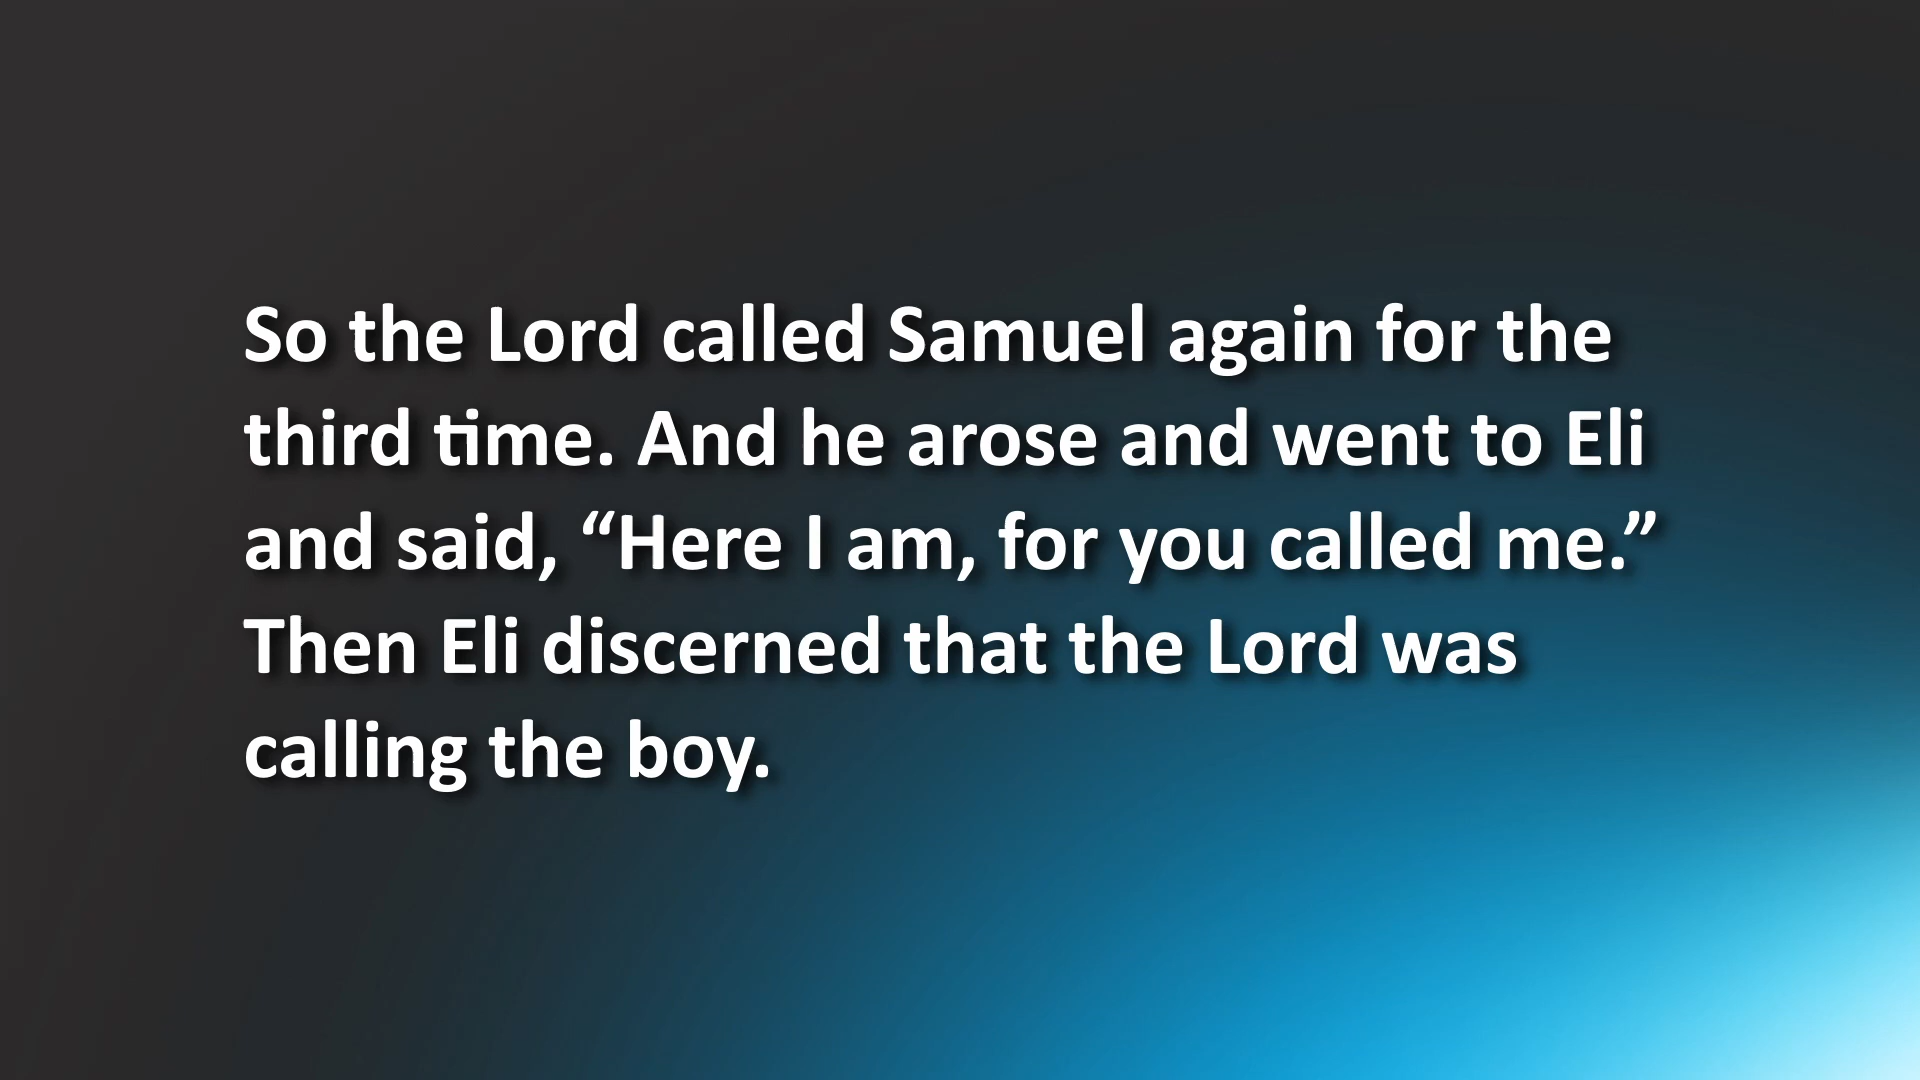 So the Lord called Samuel again for the
third time. And he arose and went to Eli
and said, “Here I am, for you called me.”
Then Eli discerned that the Lord was
calling the boy.